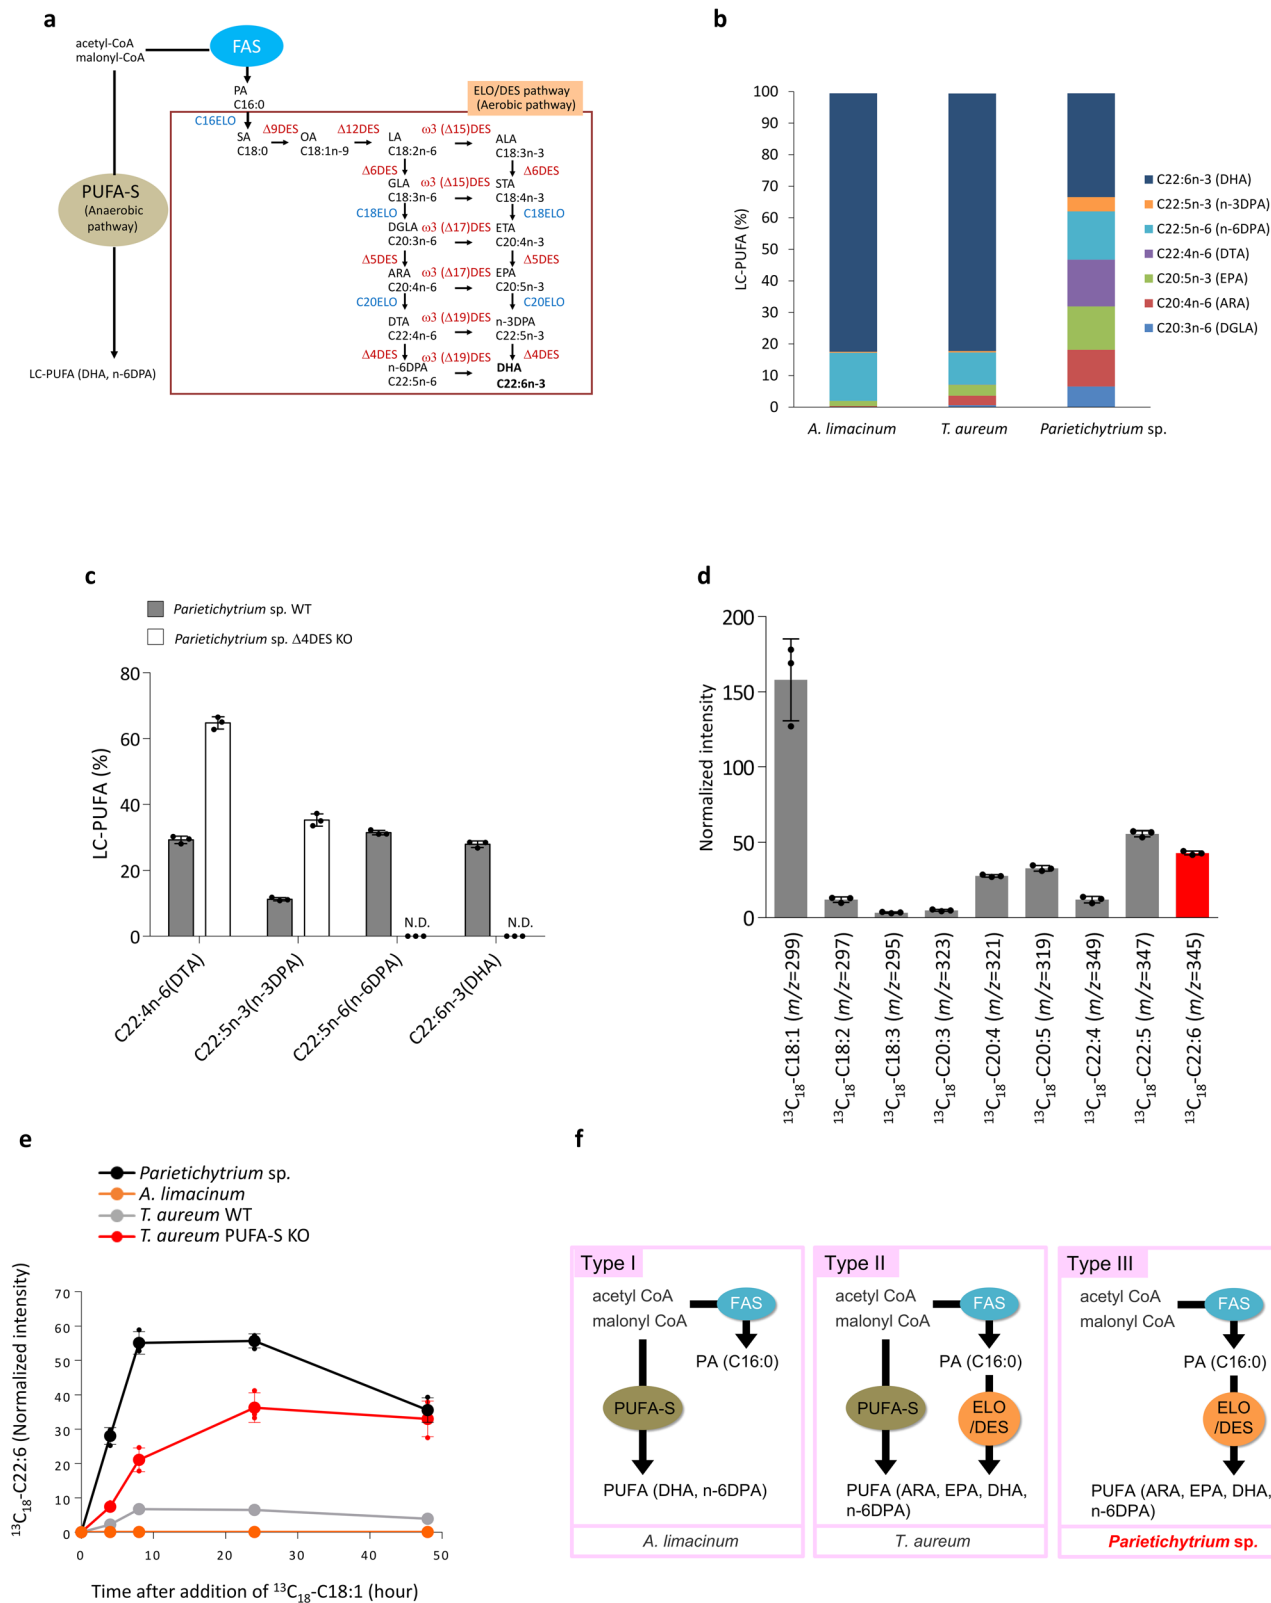 a
acetyl-CoA
malonyl-CoA
FAS
PA
C16:0
ELO/DES pathway
(Aerobic pathway)
C16ELO
SA
C18:0
Δ9DES
OA
C18:1n-9
Δ12DES
LA
C18:2n-6
ω3 (Δ15)DES
ALA
C18:3n-3
Δ6DES
Δ6DES
GLA
C18:3n-6
ω3 (Δ15)DES
STA
C18:4n-3
C18ELO
C18ELO
DGLA
C20:3n-6
ω3 (Δ17)DES
ETA
C20:4n-3
Δ5DES
Δ5DES
ARA
C20:4n-6
ω3 (Δ17)DES
EPA
C20:5n-3
C20ELO
C20ELO
DTA
C22:4n-6
ω3 (Δ19)DES
n-3DPA
C22:5n-3
Δ4DES
Δ4DES
n-6DPA
C22:5n-6
ω3 (Δ19)DES
DHA
C22:6n-3
PUFA-S
(Anaerobic
pathway)
LC-PUFA (DHA, n-6DPA)
b
LC-PUFA (%)
100
90
80
70
60
50
40
30
20
10
0
A. limacinum
T. aureum
Parietichytrium sp.
C22:6n-3 (DHA)
C22:5n-3 (n-3DPA)
C22:5n-6 (n-6DPA)
C22:4n-6 (DTA)
C20:5n-3 (EPA)
C20:4n-6 (ARA)
C20:3n-6 (DGLA)
c
Parietichytrium sp. WT
Parietichytrium sp. Δ4DES KO
LC-PUFA (%)
80
60
40
20
0
N.D.
N.D.
C22:4n-6(DTA)
C22:5n-3(n-3DPA)
C22:5n-6(n-6DPA)
C22:6n-3(DHA)
d
Normalized intensity
200
150
100
50
0
¹³C₁₈-C18:1 (m/z=299)
¹³C₁₈-C18:2 (m/z=297)
¹³C₁₈-C18:3 (m/z=295)
¹³C₁₈-C20:3 (m/z=323)
¹³C₁₈-C20:4 (m/z=321)
¹³C₁₈-C20:5 (m/z=319)
¹³C₁₈-C22:4 (m/z=349)
¹³C₁₈-C22:5 (m/z=347)
¹³C₁₈-C22:6 (m/z=345)
e
Parietichytrium sp.
A. limacinum
T. aureum WT
T. aureum PUFA-S KO
¹³C₁₈-C22:6 (Normalized intensity)
70
60
50
40
30
20
10
0
0
10
20
30
40
50
Time after addition of ¹³C₁₈-C18:1 (hour)
f
Type I
acetyl CoA
malonyl CoA
FAS
PA (C16:0)
PUFA-S
PUFA (DHA, n-6DPA)
A. limacinum
Type II
acetyl CoA
malonyl CoA
FAS
PA (C16:0)
PUFA-S
ELO
/DES
PUFA (ARA, EPA, DHA,
n-6DPA)
T. aureum
Type III
acetyl CoA
malonyl CoA
FAS
PA (C16:0)
ELO
/DES
PUFA (ARA, EPA, DHA,
n-6DPA)
Parietichytrium sp.